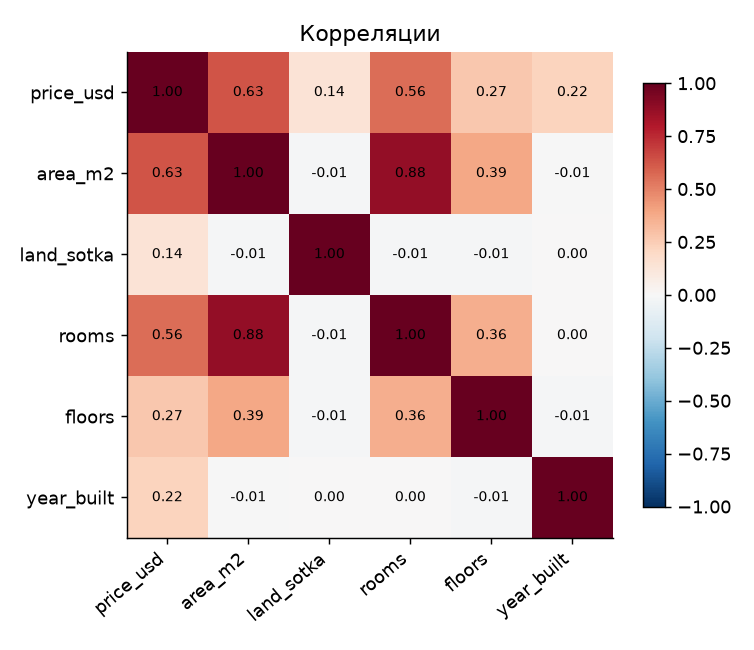 Корреляции
price_usd 1.00 0.63 0.14 0.56 0.27 0.22
area_m2 0.63 1.00 -0.01 0.88 0.39 -0.01
land_sotka 0.14 -0.01 1.00 -0.01 -0.01 0.00
rooms 0.56 0.88 -0.01 1.00 0.36 0.00
floors 0.27 0.39 -0.01 0.36 1.00 -0.01
year_built 0.22 -0.01 0.00 0.00 -0.01 1.00
price_usd area_m2 land_sotka rooms floors year_built
1.00
0.75
0.50
0.25
0.00
−0.25
−0.50
−0.75
−1.00